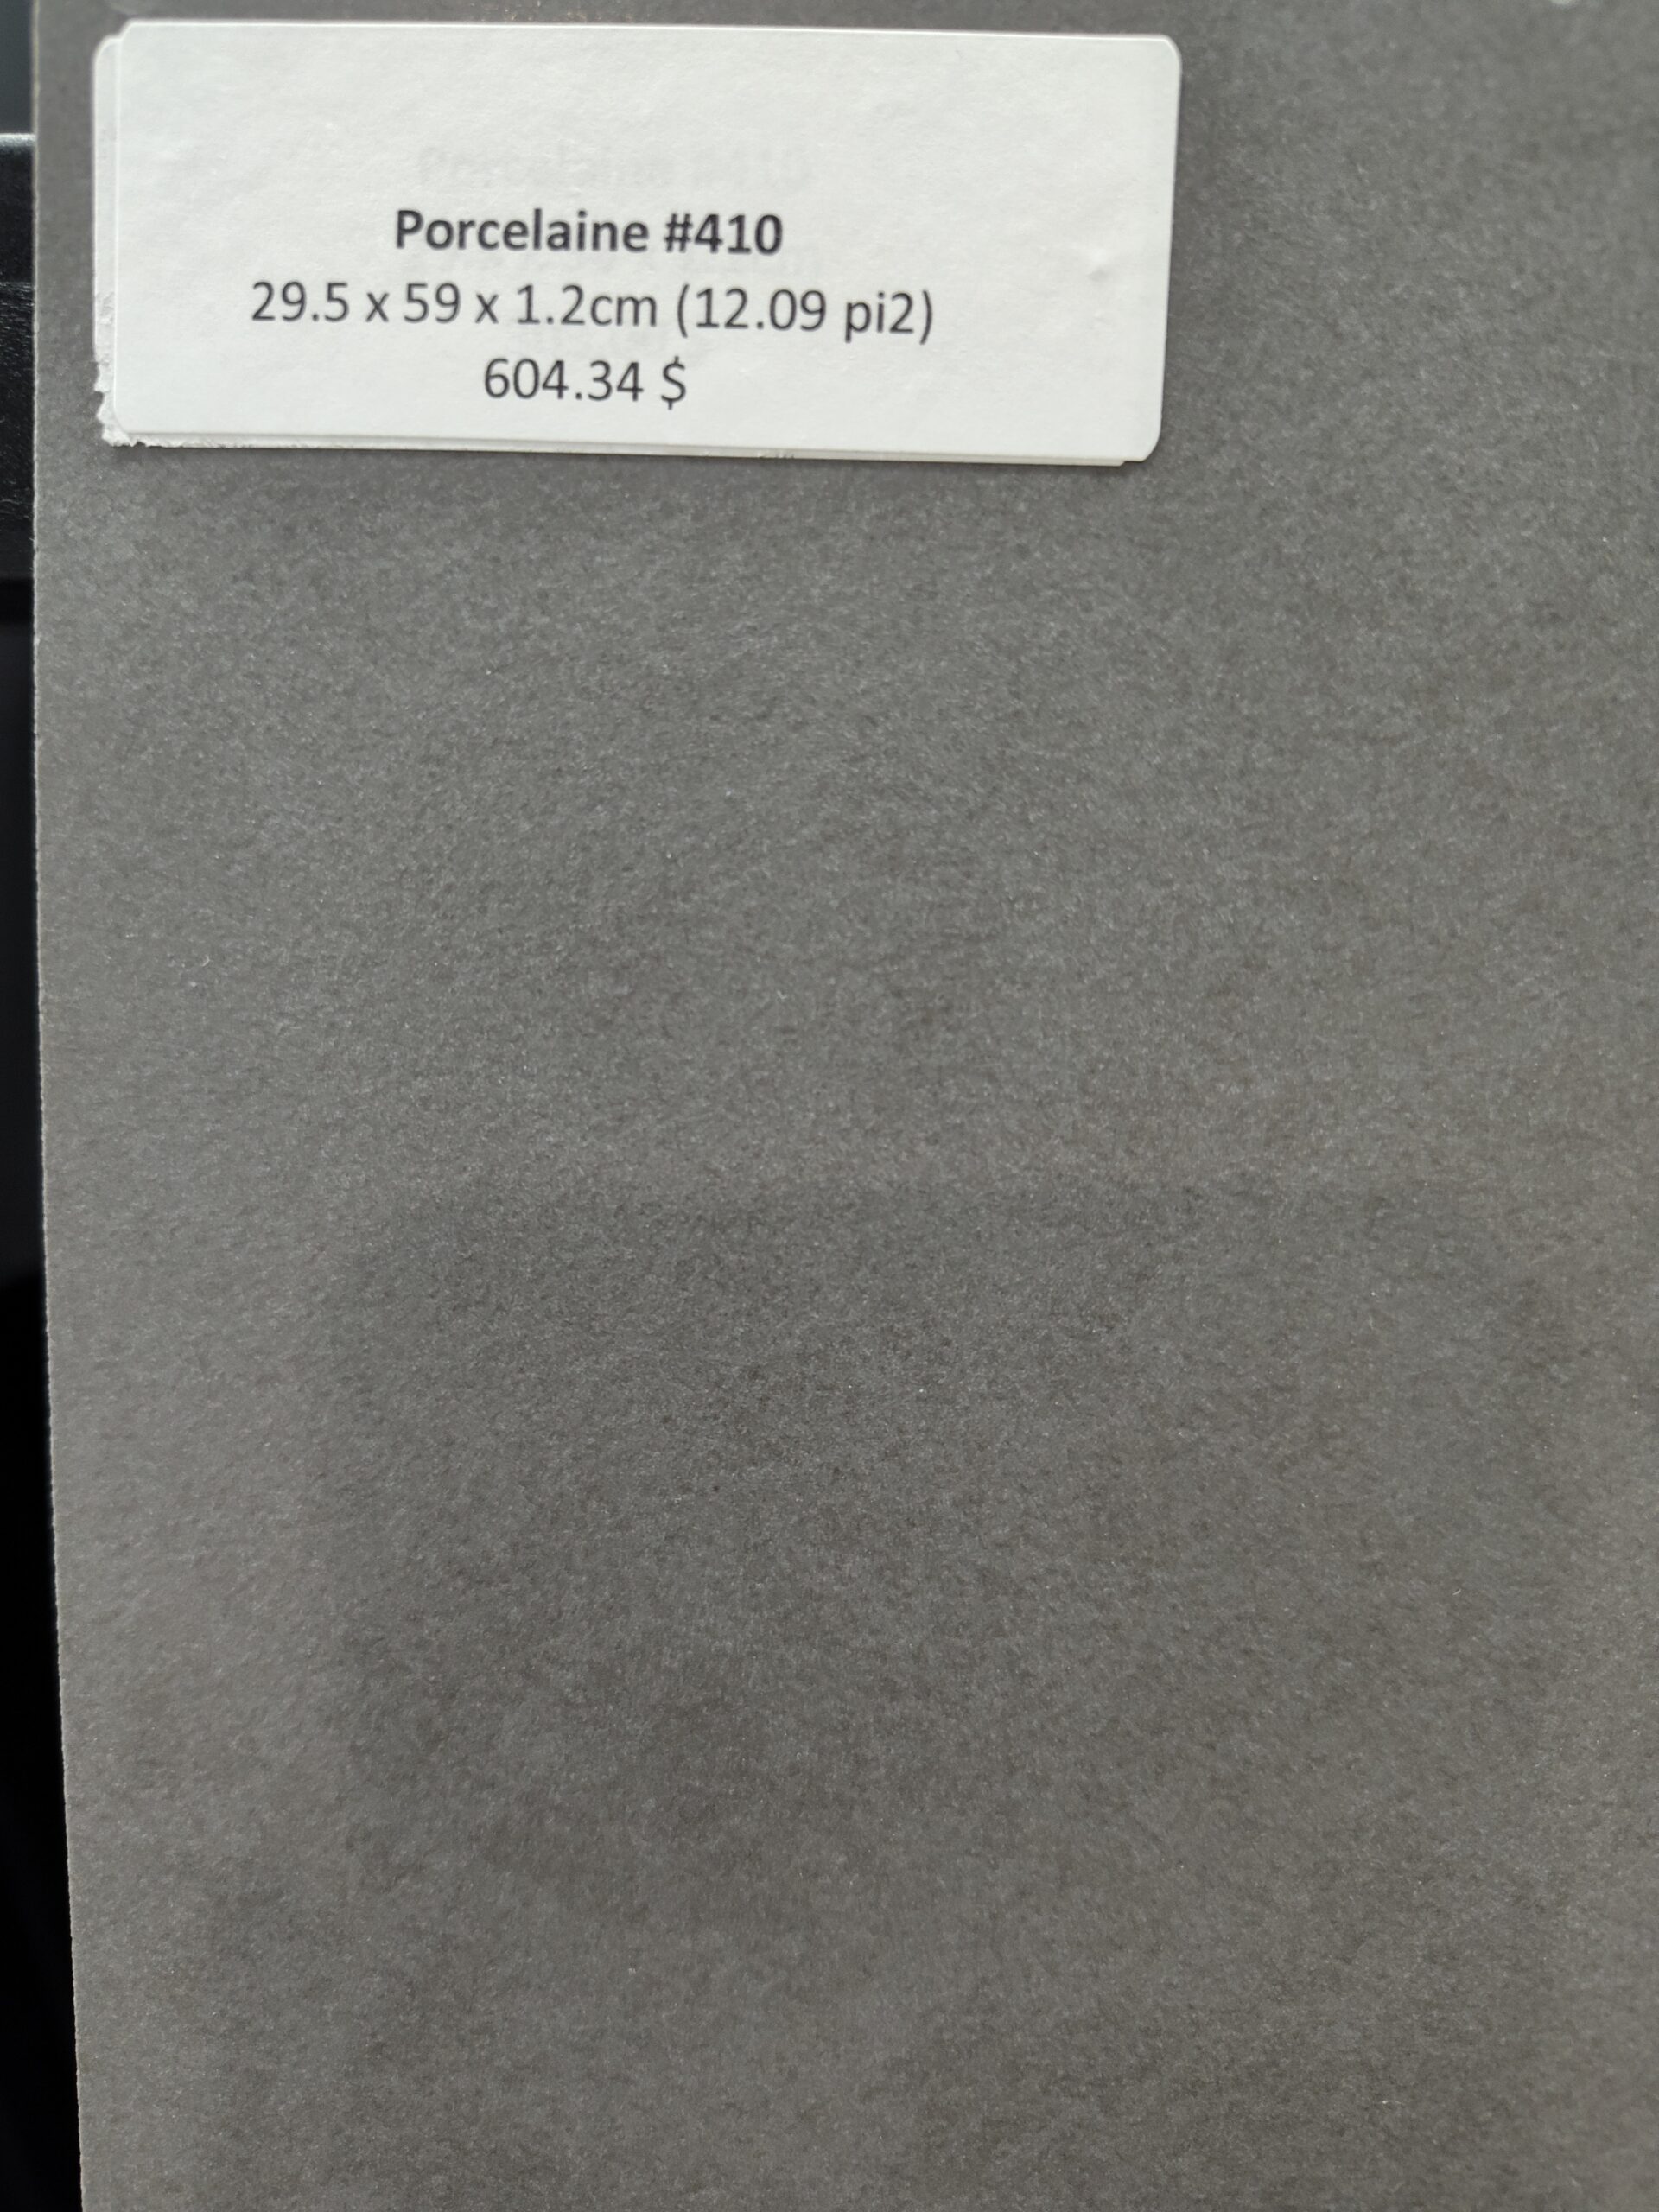 Porcelaine #410
29.5 x 59 x 1.2cm (12.09 pi2)
604.34 $